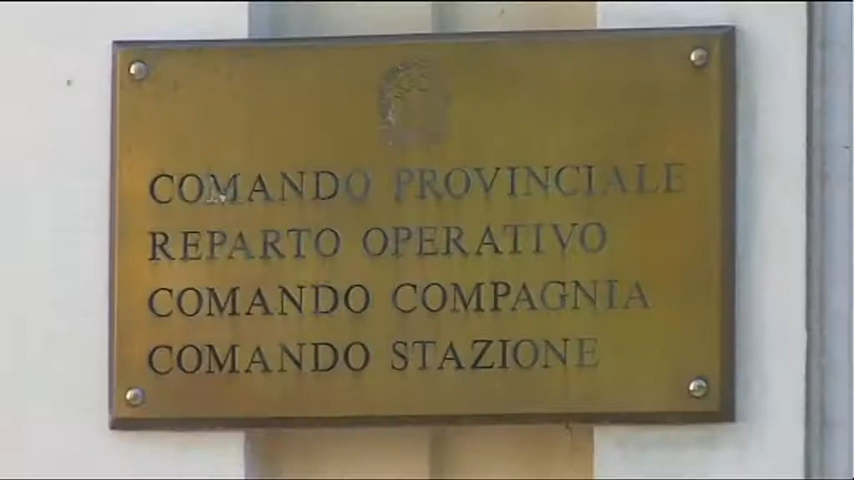 COMANDO PROVINCIALE
REPARTO OPERATIVO
COMANDO COMPAGNIA
COMANDO STAZIONE